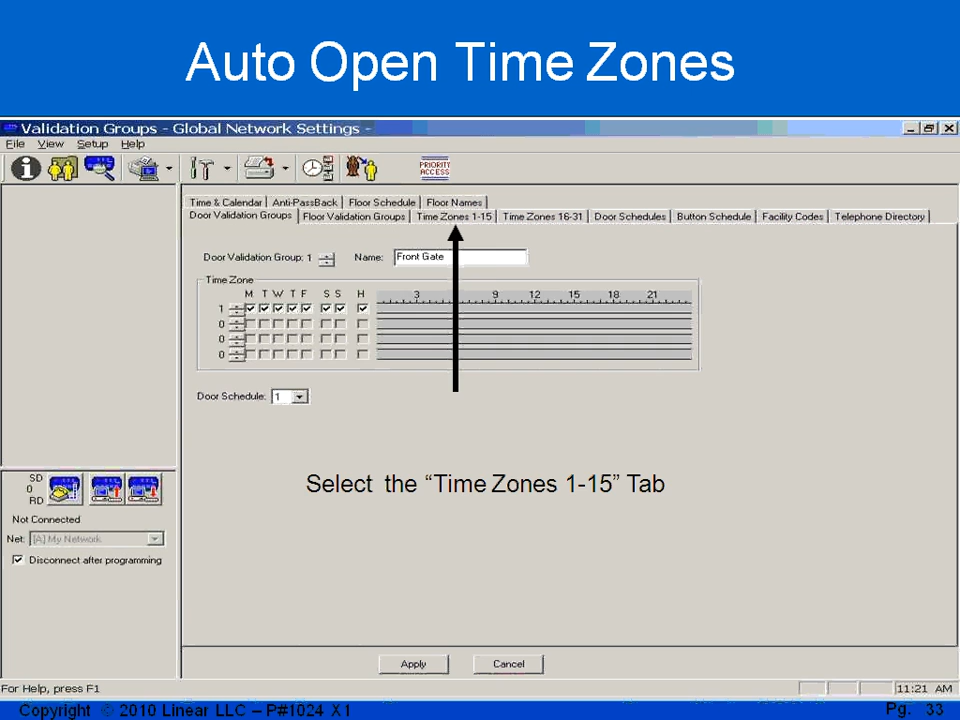 Auto Open Time Zones
Validation Groups - Global Network Settings -
File View Setup Help
PRIORITY
ACCESS
Time & Calendar Anti-PassBack Floor Schedule Floor Names
Door Validation Groups Floor Validation Groups Time Zones 1-15 Time Zones 16-31 Door Schedules Button Schedule Facility Codes Telephone Directory
Door Validation Group: 1 Name: Front Gate
Time Zone
M T W T F S S H 3 9 12 15 18 21
1
0
0
0
Door Schedule: 1
Select the “Time Zones 1-15” Tab
SD
0
RD
Not Connected
Net: [A] My Network
Disconnect after programming
Apply Cancel
For Help, press F1 11:21 AM
Copyright © 2010 Linear LLC – P#1024 X1 Pg. 33